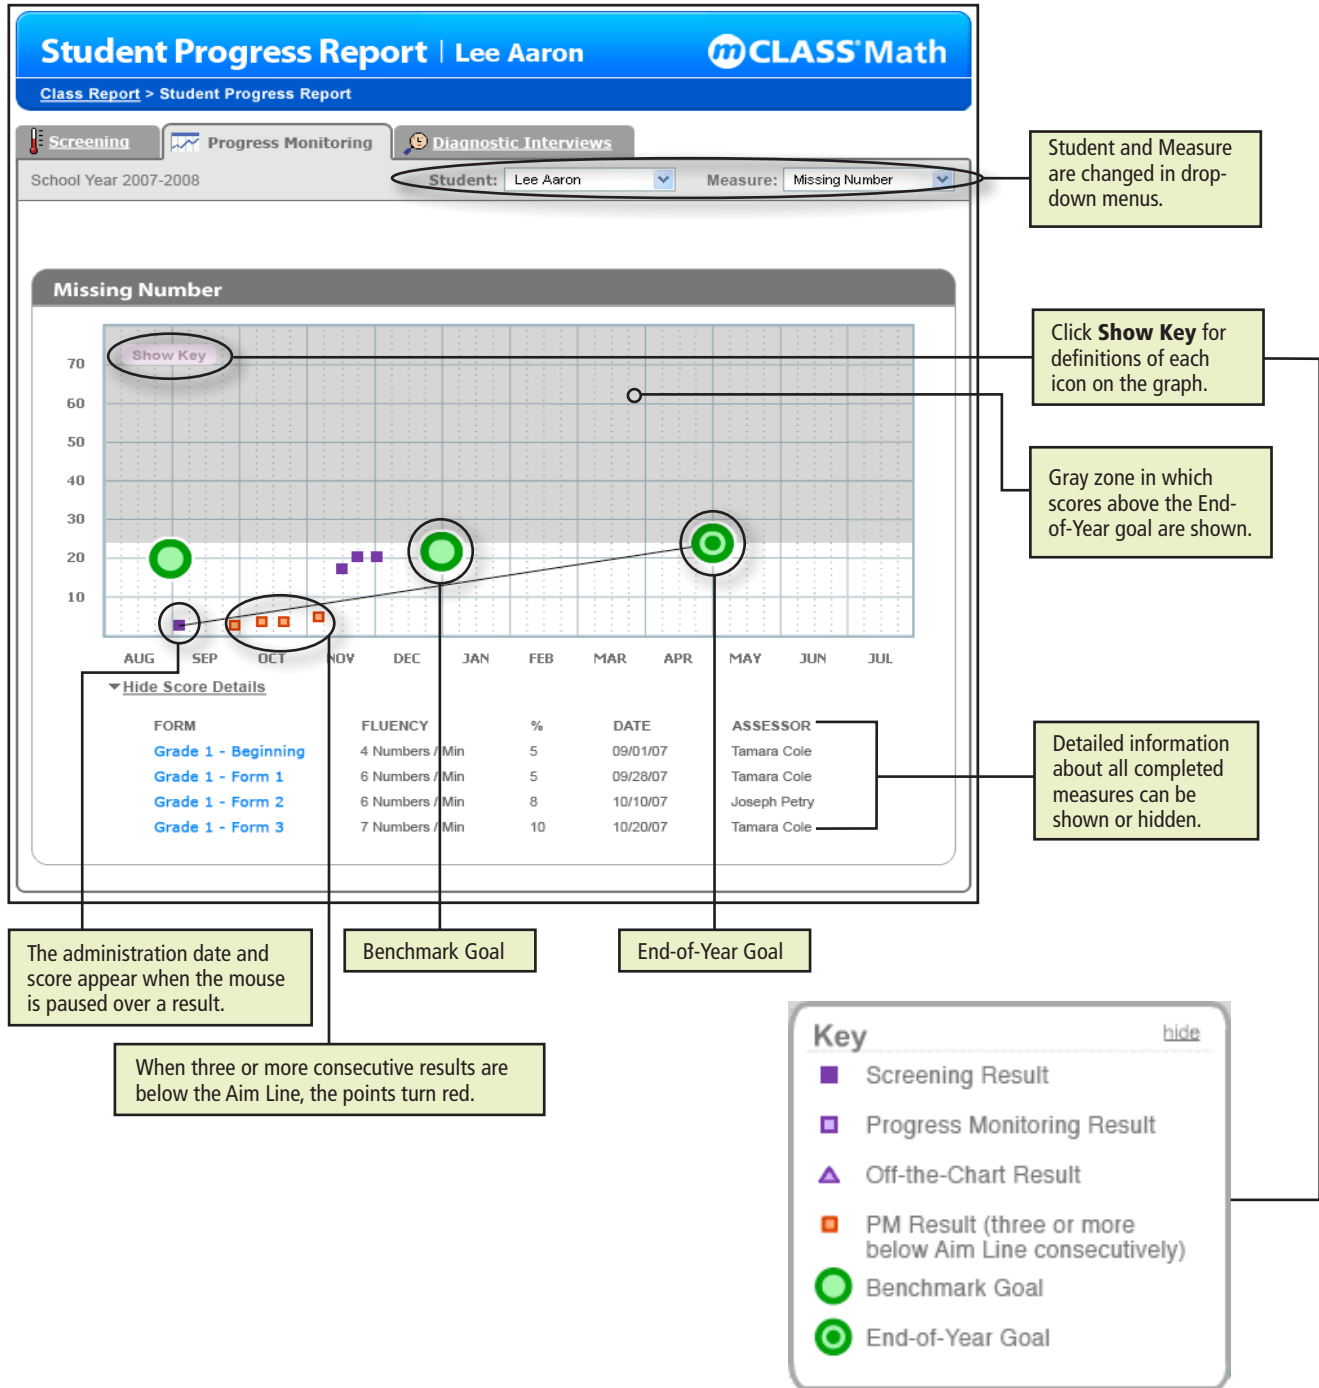 Student Progress Report | Lee Aaron
mCLASS®Math
Class Report > Student Progress Report
Screening
Progress Monitoring
Diagnostic Interviews
School Year 2007-2008
Student: Lee Aaron
Measure: Missing Number
Student and Measure
are changed in drop-
down menus.
Missing Number
Show Key
70
60
50
40
30
20
10
AUG SEP OCT NOV DEC JAN FEB MAR APR MAY JUN JUL
Click Show Key for
definitions of each
icon on the graph.
Gray zone in which
scores above the End-
of-Year goal are shown.
Hide Score Details
FORM FLUENCY % DATE ASSESSOR
Grade 1 - Beginning 4 Numbers / Min 5 09/01/07 Tamara Cole
Grade 1 - Form 1 6 Numbers / Min 5 09/28/07 Tamara Cole
Grade 1 - Form 2 6 Numbers / Min 8 10/10/07 Joseph Petry
Grade 1 - Form 3 7 Numbers / Min 10 10/20/07 Tamara Cole
Detailed information
about all completed
measures can be
shown or hidden.
The administration date and
score appear when the mouse
is paused over a result.
Benchmark Goal
End-of-Year Goal
When three or more consecutive results are
below the Aim Line, the points turn red.
Key
hide
Screening Result
Progress Monitoring Result
Off-the-Chart Result
PM Result (three or more
below Aim Line consecutively)
Benchmark Goal
End-of-Year Goal